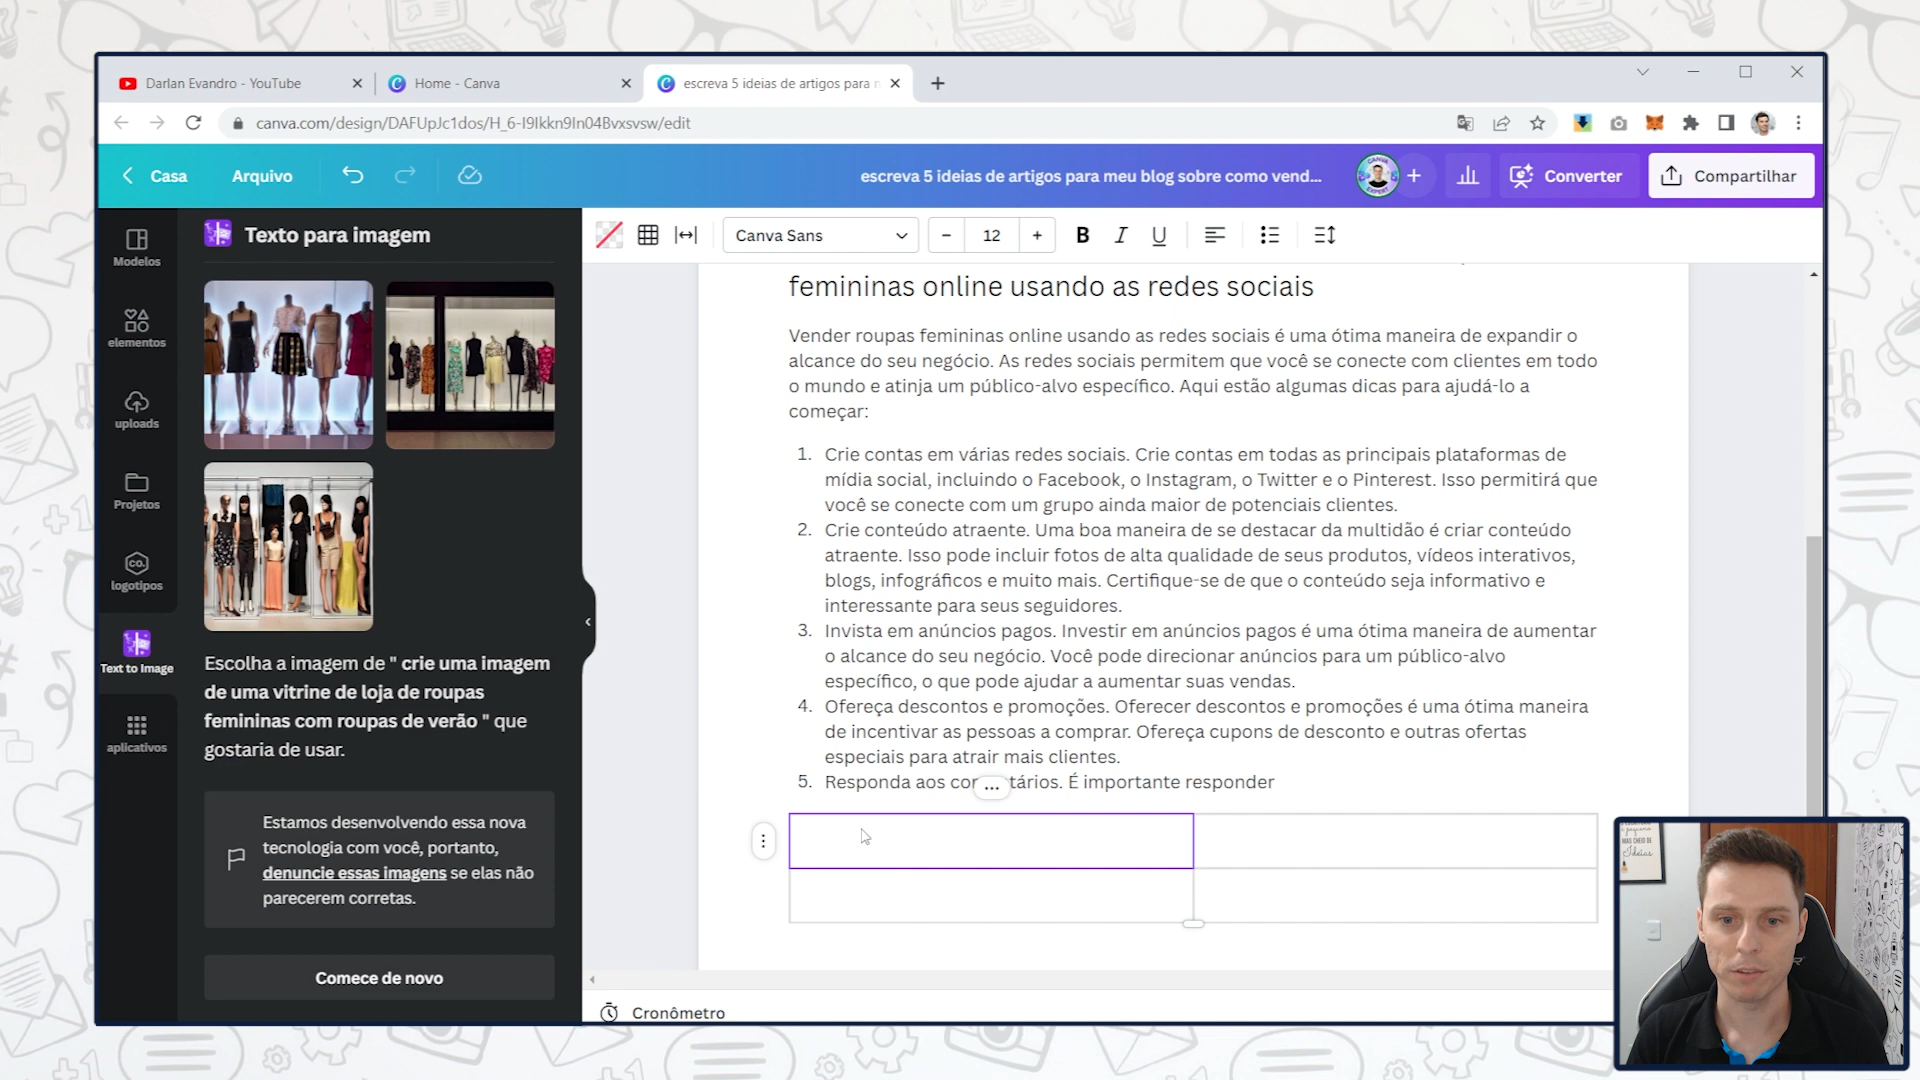 Darlan Evandro - YouTube
Home - Canva
escreva 5 ideias de artigos para
canva.com/design/DAFUpJc1dos/H_6-I9Ikkn9In04Bvxsvsw/edit
Casa
Arquivo
escreva 5 ideias de artigos para meu blog sobre como vend...
CANVA
EXPERT
Converter
Compartilhar
Modelos
elementos
uploads
Projetos
CO.
logotipos
Text to Image
aplicativos
Texto para imagem
Escolha a imagem de " crie uma imagem
de uma vitrine de loja de roupas
femininas com roupas de verão " que
gostaria de usar.
Estamos desenvolvendo essa nova
tecnologia com você, portanto,
denuncie essas imagens se elas não
parecerem corretas.
Comece de novo
Canva Sans
12
B I U
femininas online usando as redes sociais
Vender roupas femininas online usando as redes sociais é uma ótima maneira de expandir o
alcance do seu negócio. As redes sociais permitem que você se conecte com clientes em todo
o mundo e atinja um público-alvo específico. Aqui estão algumas dicas para ajudá-lo a
começar:
1. Crie contas em várias redes sociais. Crie contas em todas as principais plataformas de
mídia social, incluindo o Facebook, o Instagram, o Twitter e o Pinterest. Isso permitirá que
você se conecte com um grupo ainda maior de potenciais clientes.
2. Crie conteúdo atraente. Uma boa maneira de se destacar da multidão é criar conteúdo
atraente. Isso pode incluir fotos de alta qualidade de seus produtos, vídeos interativos,
blogs, infográficos e muito mais. Certifique-se de que o conteúdo seja informativo e
interessante para seus seguidores.
3. Invista em anúncios pagos. Investir em anúncios pagos é uma ótima maneira de aumentar
o alcance do seu negócio. Você pode direcionar anúncios para um público-alvo
específico, o que pode ajudar a aumentar suas vendas.
4. Ofereça descontos e promoções. Oferecer descontos e promoções é uma ótima maneira
de incentivar as pessoas a comprar. Ofereça cupons de desconto e outras ofertas
especiais para atrair mais clientes.
5. Responda aos comentários. É importante responder
Cronômetro
MAS CHEIO DE
Ideias